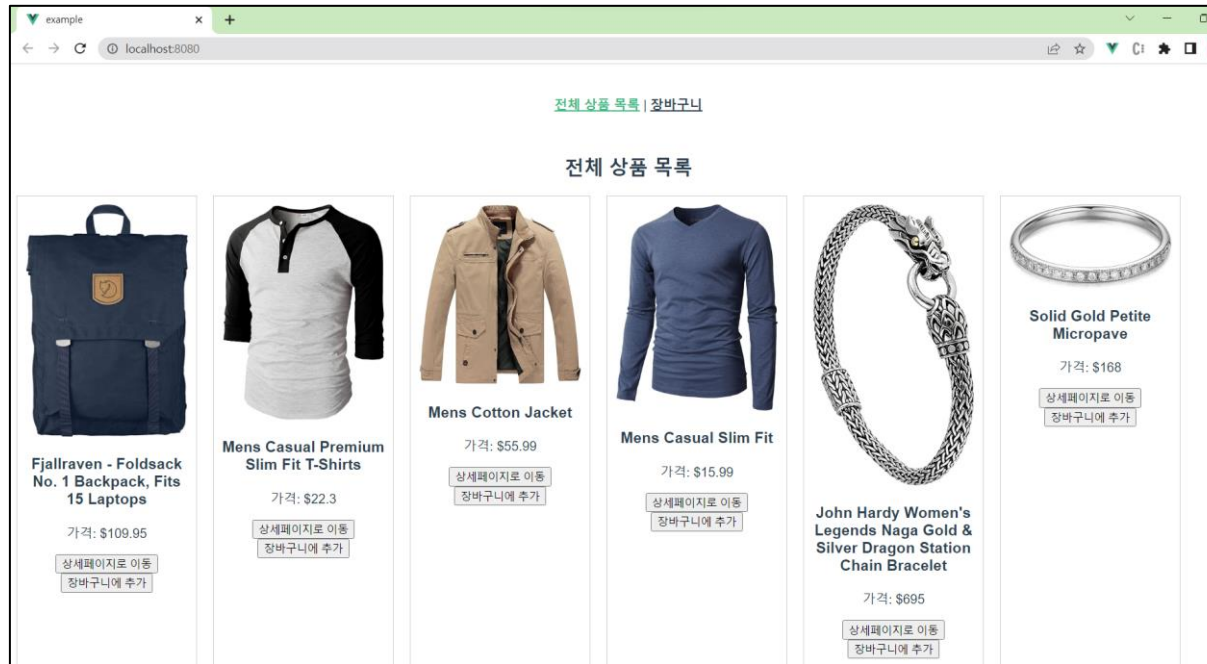 example
localhost:8080
전체 상품 목록 | 장바구니
전체 상품 목록
Fjallraven - Foldsack
No. 1 Backpack, Fits
15 Laptops
가격: $109.95
상세페이지로 이동
장바구니에 추가
Mens Casual Premium
Slim Fit T-Shirts
가격: $22.3
상세페이지로 이동
장바구니에 추가
Mens Cotton Jacket
가격: $55.99
상세페이지로 이동
장바구니에 추가
Mens Casual Slim Fit
가격: $15.99
상세페이지로 이동
장바구니에 추가
John Hardy Women's
Legends Naga Gold &
Silver Dragon Station
Chain Bracelet
가격: $695
상세페이지로 이동
장바구니에 추가
Solid Gold Petite
Micropave
가격: $168
상세페이지로 이동
장바구니에 추가